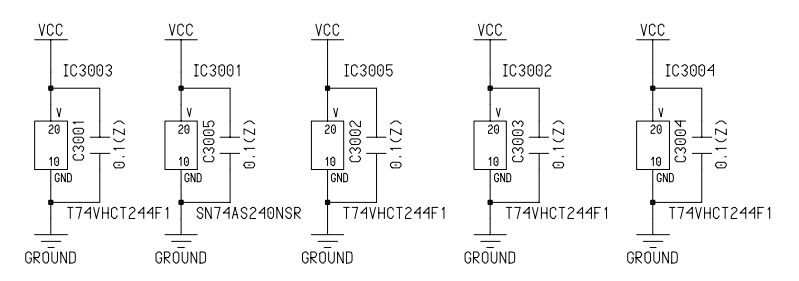 VCC VCC VCC VCC VCC
IC3003 IC3001 IC3005 IC3002 IC3004
V V V V V
20 20 20 20 20
C3001 C3005 C3002 C3003 C3004
0.1(Z) 0.1(Z) 0.1(Z) 0.1(Z) 0.1(Z)
10 10 10 10 10
GND GND GND GND GND
T74VHCT244F1 SN74AS240NSR T74VHCT244F1 T74VHCT244F1 T74VHCT244F1
GROUND GROUND GROUND GROUND GROUND